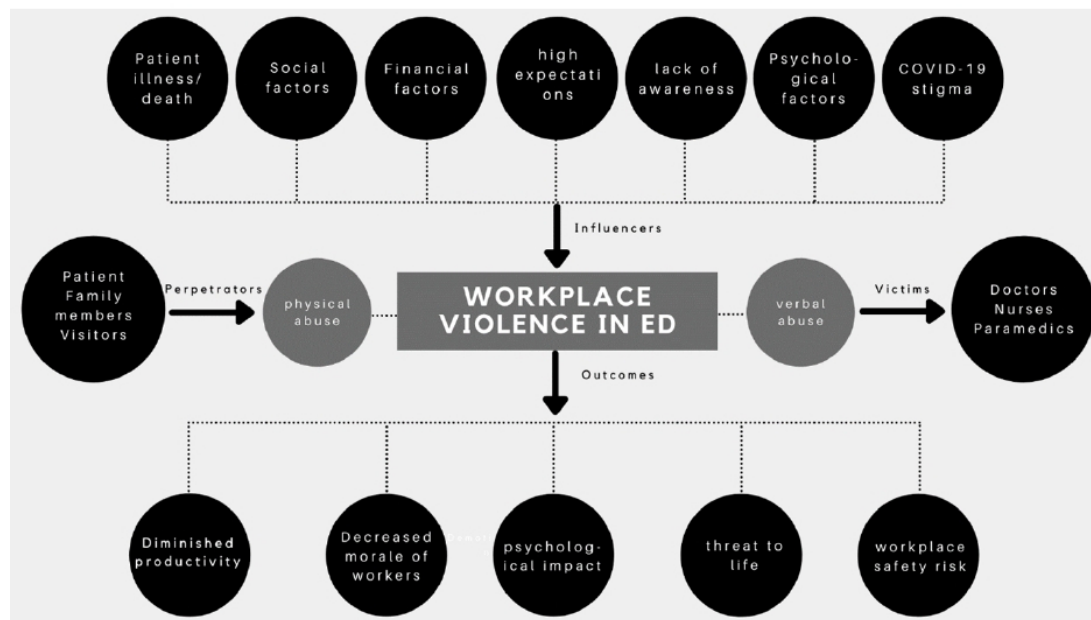 Patient
illness/
death
Social
factors
Financial
factors
high
expectati
ons
lack of
awareness
Psycholo-
gical
factors
COVID-19
stigma
Influencers
Patient
Family
members
Visitors
Perpetrators
physical
abuse
WORKPLACE
VIOLENCE IN ED
verbal
abuse
Victims
Doctors
Nurses
Paramedics
Outcomes
Diminished
productivity
Decreased
morale of
workers
psycholog-
ical impact
threat to
life
workplace
safety risk